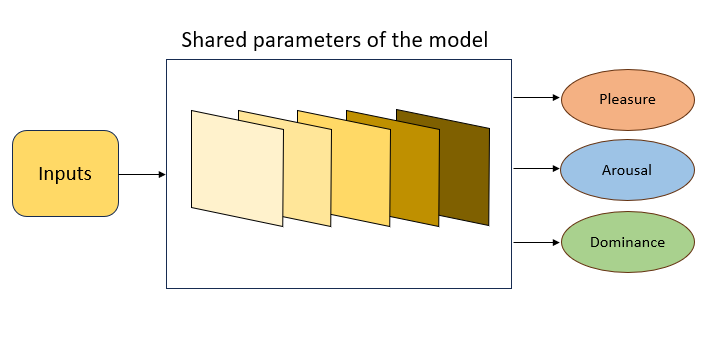 Shared parameters of the model
Inputs
Pleasure
Arousal
Dominance